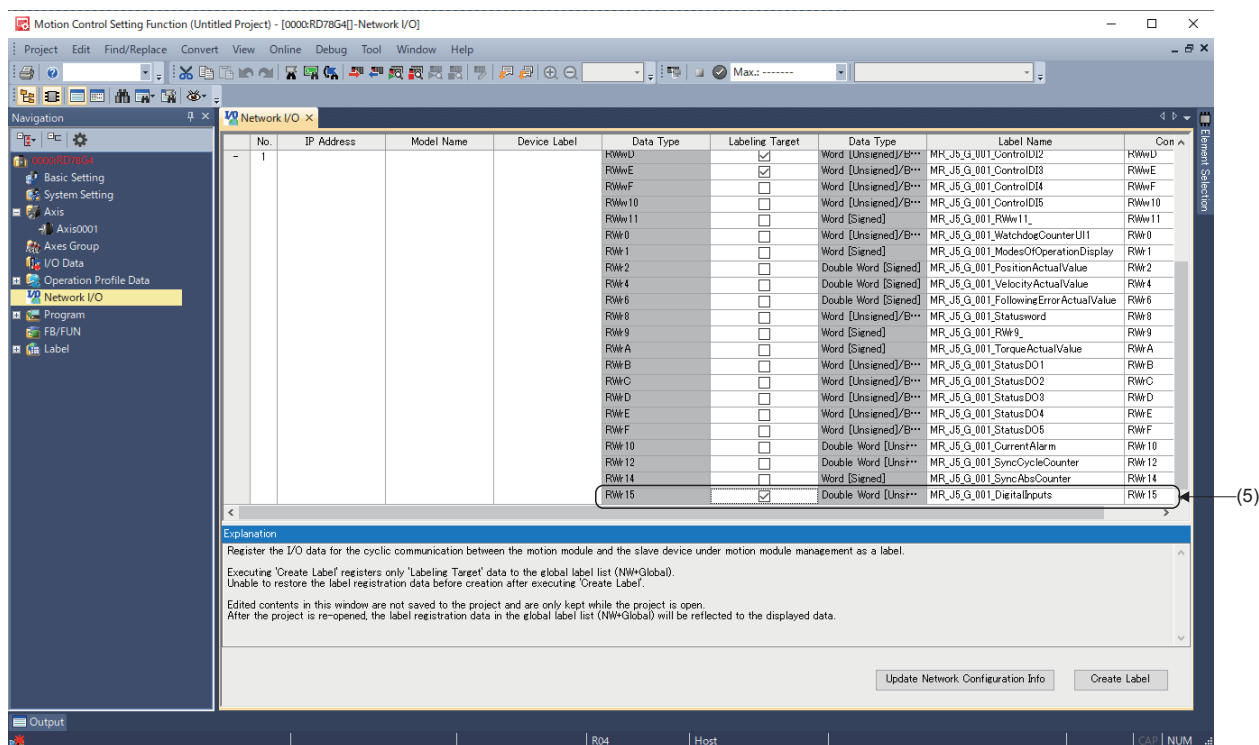 Motion Control Setting Function (Untitled Project) - [0000:RD78G4[]-Network I/O]
Project Edit Find/Replace Convert View Online Debug Tool Window Help
Max.: -------
Navigation
Network I/O
Element Selection
0000:RD78G4
Basic Setting
System Setting
Axis
Axis0001
Axes Group
I/O Data
Operation Profile Data
Network I/O
Program
FB/FUN
Label
No. IP Address Model Name Device Label Data Type Labeling Target Data Type Label Name Con
1 RWwD Word [Unsigned]/B··· MR_J5_G_001_ControlDI2 RWwD
RWwE Word [Unsigned]/B··· MR_J5_G_001_ControlDI3 RWwE
RWwF Word [Unsigned]/B··· MR_J5_G_001_ControlDI4 RWwF
RWw10 Word [Unsigned]/B··· MR_J5_G_001_ControlDI5 RWw10
RWw11 Word [Signed] MR_J5_G_001_RWw11_ RWw11
RWr0 Word [Unsigned]/B··· MR_J5_G_001_WatchdogCounterUl1 RWr0
RWr1 Word [Signed] MR_J5_G_001_ModesOfOperationDisplay RWr1
RWr2 Double Word [Signed] MR_J5_G_001_PositionActualValue RWr2
RWr4 Double Word [Signed] MR_J5_G_001_VelocityActualValue RWr4
RWr6 Double Word [Signed] MR_J5_G_001_FollowingErrorActualValue RWr6
RWr8 Word [Unsigned]/B··· MR_J5_G_001_Statusword RWr8
RWr9 Word [Signed] MR_J5_G_001_RWr9_ RWr9
RWrA Word [Signed] MR_J5_G_001_TorqueActualValue RWrA
RWrB Word [Unsigned]/B··· MR_J5_G_001_StatusDO1 RWrB
RWrC Word [Unsigned]/B··· MR_J5_G_001_StatusDO2 RWrC
RWrD Word [Unsigned]/B··· MR_J5_G_001_StatusDO3 RWrD
RWrE Word [Unsigned]/B··· MR_J5_G_001_StatusDO4 RWrE
RWrF Word [Unsigned]/B··· MR_J5_G_001_StatusDO5 RWrF
RWr10 Double Word [Unsi··· MR_J5_G_001_CurrentAlarm RWr10
RWr12 Double Word [Unsi··· MR_J5_G_001_SyncCycleCounter RWr12
RWr14 Word [Signed] MR_J5_G_001_SyncAbsCounter RWr14
RWr15 Double Word [Unsi··· MR_J5_G_001_DigitalInputs RWr15
(5)
Explanation
Register the I/O data for the cyclic communication between the motion module and the slave device under motion module management as a label.
Executing 'Create Label' registers only 'Labeling Target' data to the global label list (NW+Global).
Unable to restore the label registration data before creation after executing 'Create Label'.
Edited contents in this window are not saved to the project and are only kept while the project is open.
After the project is re-opened, the label registration data in the global label list (NW+Global) will be reflected to the displayed data.
Update Network Configuration Info Create Label
Output
R04 Host CAP NUM